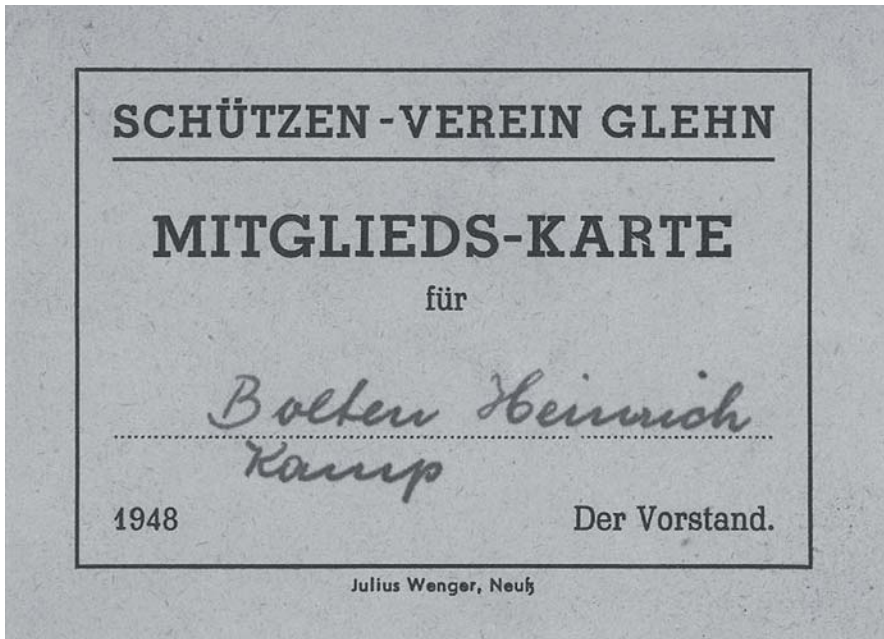 SCHÜTZEN-VEREIN GLEHN
MITGLIEDS-KARTE
für
Bolten Heinrich
Kamp
1948 Der Vorstand.
Julius Wenger, Neuß